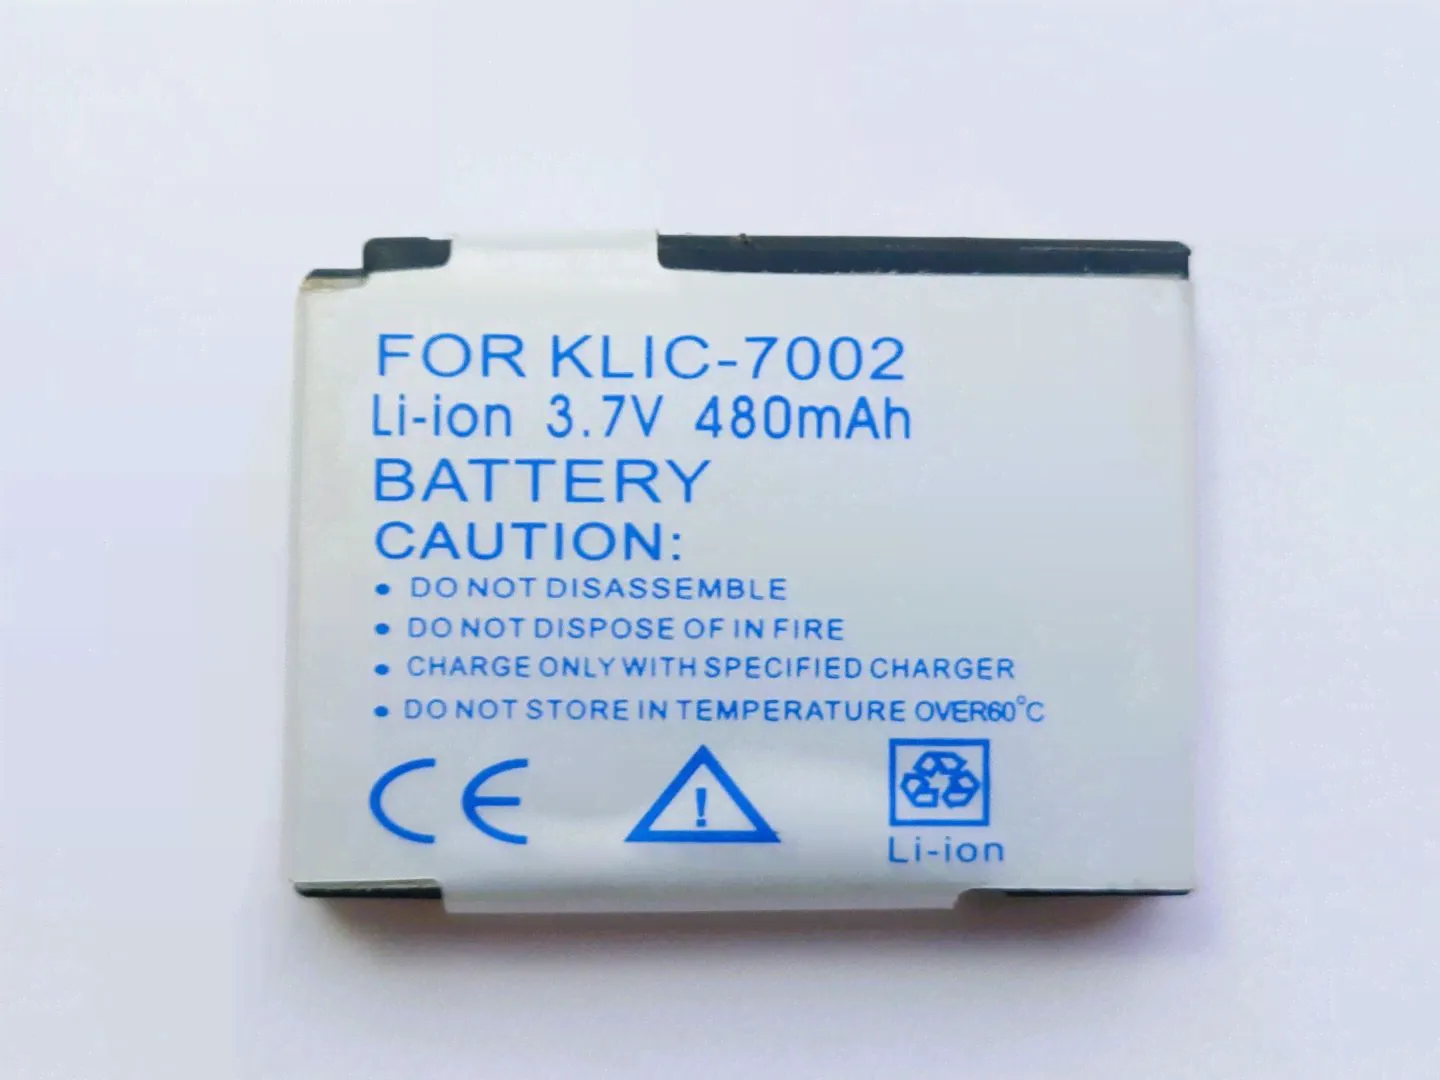 FOR KLIC-7002
Li-ion 3.7V 480mAh
BATTERY
CAUTION:
• DO NOT DISASSEMBLE
• DO NOT DISPOSE OF IN FIRE
• CHARGE ONLY WITH SPECIFIED CHARGER
• DO NOT STORE IN TEMPERATURE OVER60°C
CE !
Li-ion